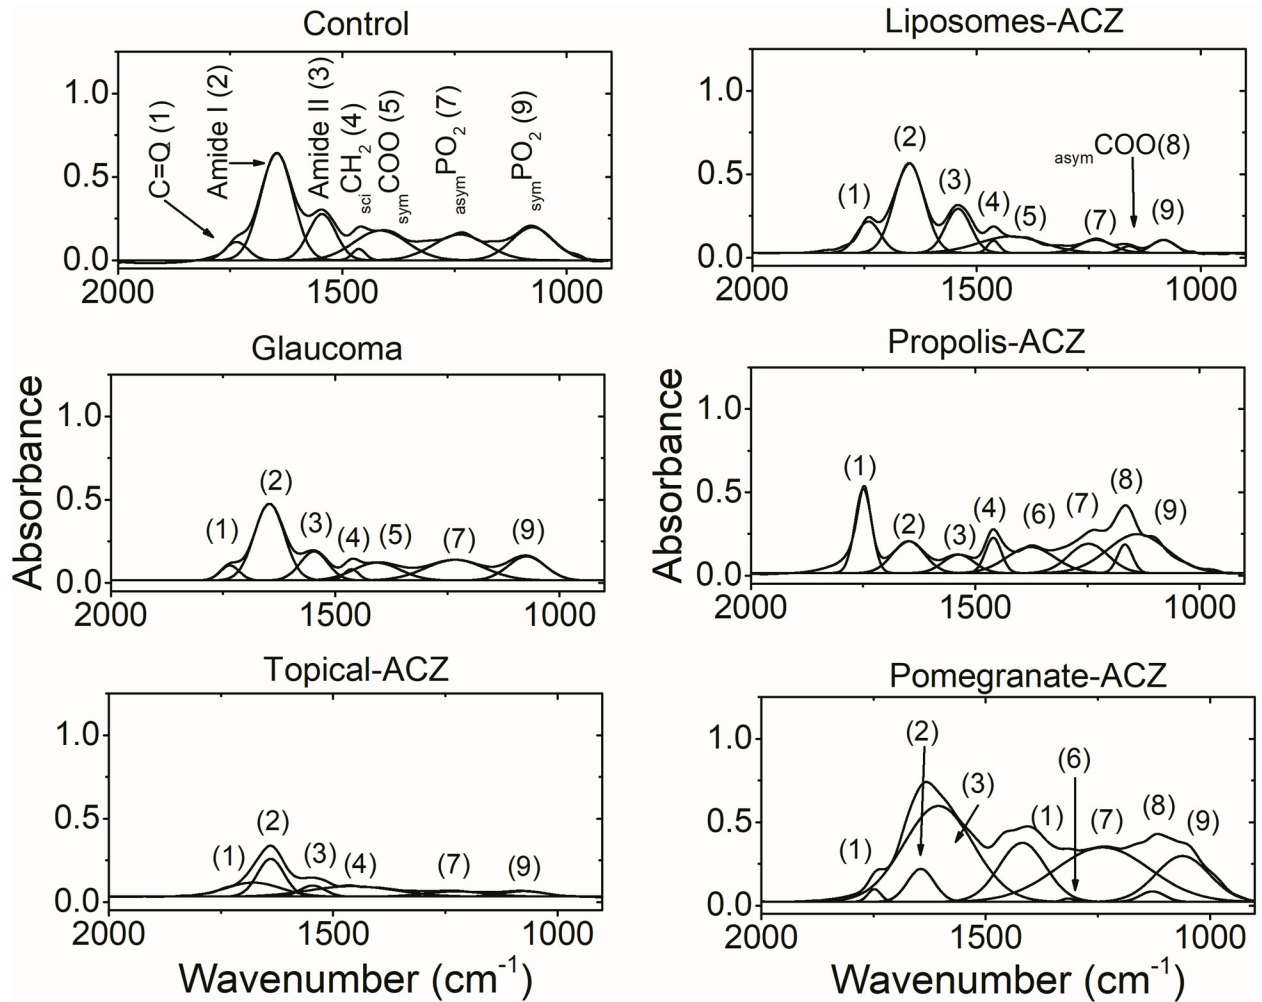 Control
1.0
0.5
0.0
C=Q (1)
Amide I (2)
Amide II (3)
sciCH2 (4)
symCOO (5)
asymPO2 (7)
symPO2 (9)
2000 1500 1000
Liposomes-ACZ
1.0
0.5
0.0
(1) (2) (3) (4) (5) (7) asymCOO(8) (9)
2000 1500 1000
Glaucoma
Absorbance
1.0
0.5
0.0
(1) (2) (3) (4) (5) (7) (9)
2000 1500 1000
Propolis-ACZ
Absorbance
1.0
0.5
0.0
(1) (2) (3) (4) (6) (7) (8) (9)
2000 1500 1000
Topical-ACZ
1.0
0.5
0.0
(1) (2) (3) (4) (7) (9)
2000 1500 1000
Wavenumber (cm-1)
Pomegranate-ACZ
1.0
0.5
0.0
(1) (2) (3) (1) (6) (7) (8) (9)
2000 1500 1000
Wavenumber (cm-1)